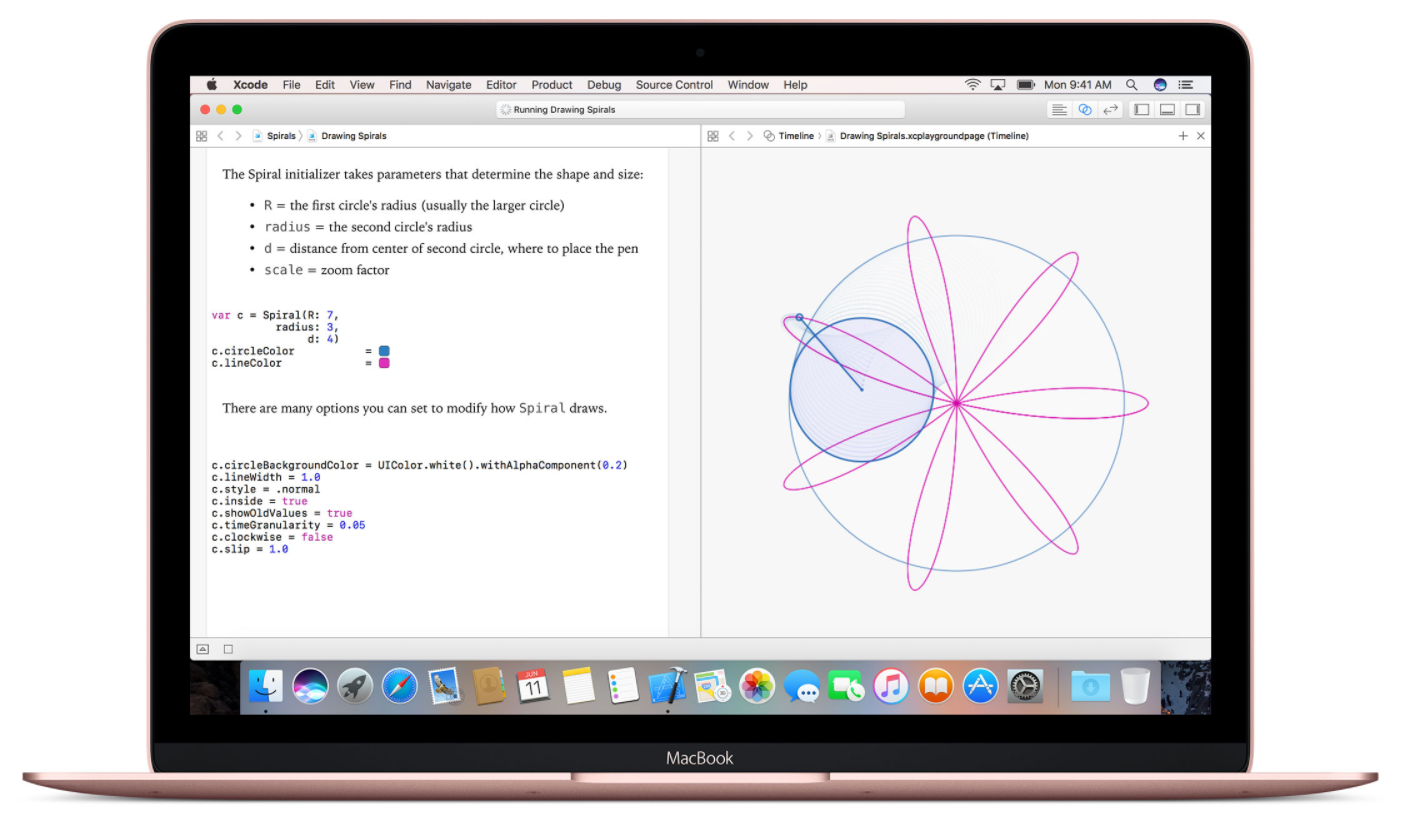 Xcode File Edit View Find Navigate Editor Product Debug Source Control Window Help Mon 9:41 AM
Running Drawing Spirals
Spirals Drawing Spirals
Timeline Drawing Spirals.xcplaygroundpage (Timeline)
The Spiral initializer takes parameters that determine the shape and size:
• R = the first circle's radius (usually the larger circle)
• radius = the second circle's radius
• d = distance from center of second circle, where to place the pen
• scale = zoom factor
var c = Spiral(R: 7,
radius: 3,
d: 4)
c.circleColor =
c.lineColor =
There are many options you can set to modify how Spiral draws.
c.circleBackgroundColor = UIColor.white().withAlphaComponent(0.2)
c.lineWidth = 1.0
c.style = .normal
c.inside = true
c.showOldValues = true
c.timeGranularity = 0.05
c.clockwise = false
c.slip = 1.0
JUN
11
MacBook